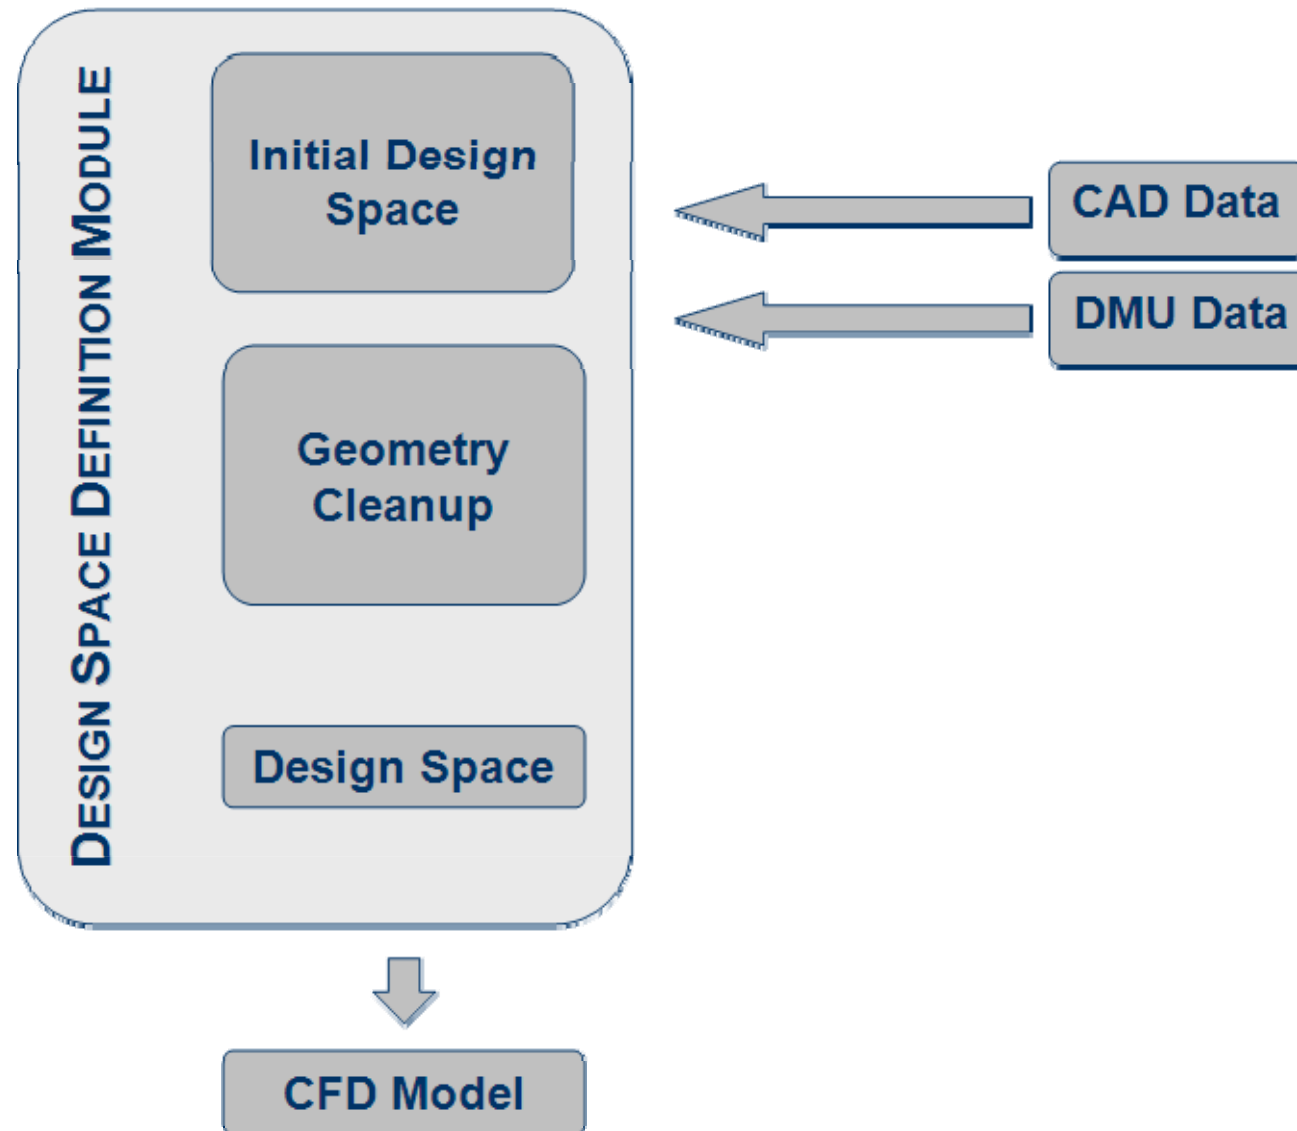 DESIGN SPACE DEFINITION MODULE
Initial Design
Space
CAD Data
DMU Data
Geometry
Cleanup
Design Space
CFD Model